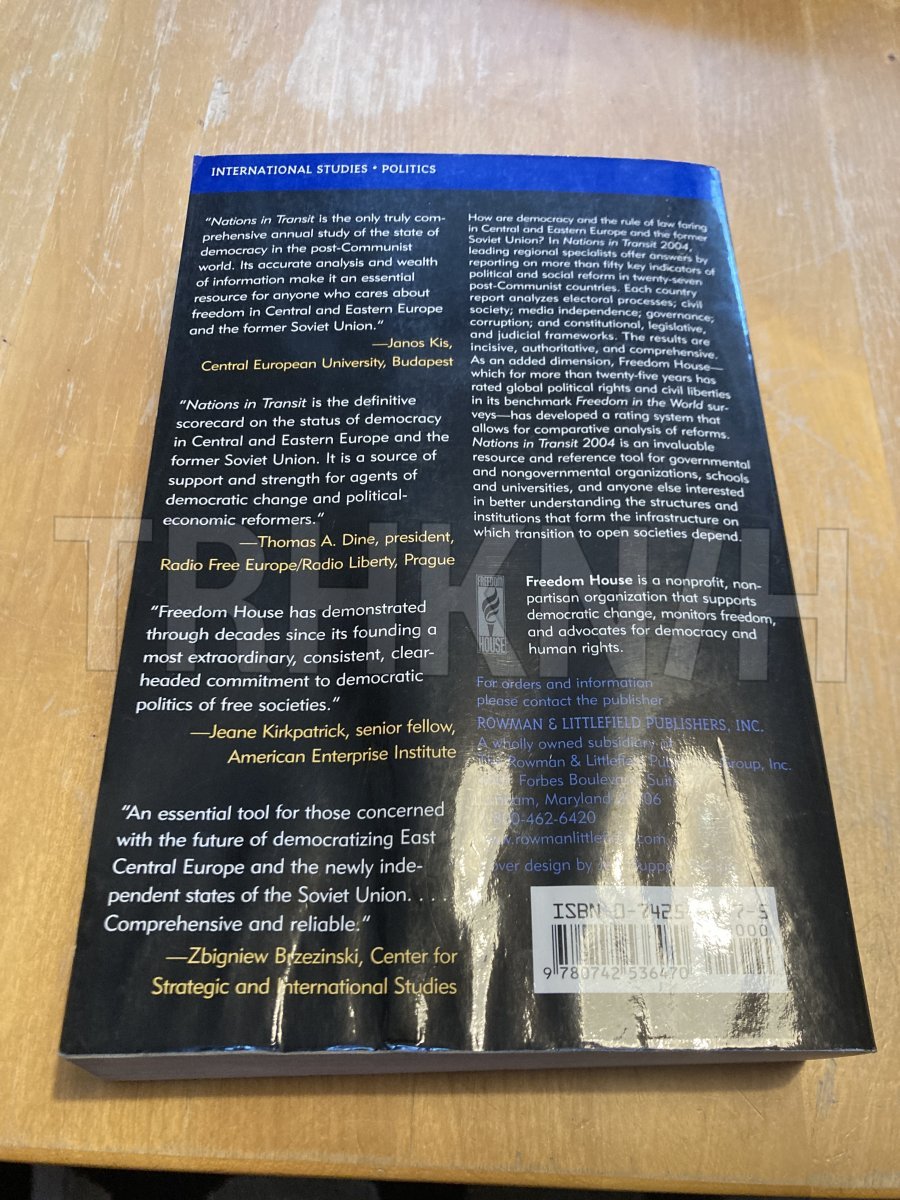 INTERNATIONAL STUDIES • POLITICS
“Nations in Transit is the only truly com-
prehensive annual study of the state of
democracy in the post-Communist
world. Its accurate analysis and wealth
of information make it an essential
resource for anyone who cares about
freedom in Central and Eastern Europe
and the former Soviet Union.”
—Janos Kis,
Central European University, Budapest
“Nations in Transit is the definitive
scorecard on the status of democracy
in Central and Eastern Europe and the
former Soviet Union. It is a source of
support and strength for agents of
democratic change and political-
economic reformers.”
—Thomas A. Dine, president,
Radio Free Europe/Radio Liberty, Prague
“Freedom House has demonstrated
through decades since its founding a
most extraordinary, consistent, clear-
headed commitment to democratic
politics of free societies.”
—Jeane Kirkpatrick, senior fellow,
American Enterprise Institute
“An essential tool for those concerned
with the future of democratizing East
Central Europe and the newly inde-
pendent states of the Soviet Union. . . .
Comprehensive and reliable.”
—Zbigniew Brzezinski, Center for
Strategic and International Studies
How are democracy and the rule of law faring
in Central and Eastern Europe and the former
Soviet Union? In Nations in Transit 2004,
leading regional specialists offer answers by
reporting on more than fifty key indicators of
political and social reform in twenty-seven
post-Communist countries. Each country
report analyzes electoral processes; civil
society; media independence; governance;
corruption; and constitutional, legislative,
and judicial frameworks. The results are
incisive, authoritative, and comprehensive.
As an added dimension, Freedom House—
which for more than twenty-five years has
rated global political rights and civil liberties
in its benchmark Freedom in the World sur-
veys—has developed a rating system that
allows for comparative analysis of reforms.
Nations in Transit 2004 is an invaluable
resource and reference tool for governmental
and nongovernmental organizations, schools
and universities, and anyone else interested
in better understanding the structures and
institutions that form the infrastructure on
which transition to open societies depend.
FREEDOM
HOUSE
Freedom House is a nonprofit, non-
partisan organization that supports
democratic change, monitors freedom,
and advocates for democracy and
human rights.
For orders and information
please contact the publisher
ROWMAN & LITTLEFIELD PUBLISHERS, INC.
A wholly owned subsidiary of
The Rowman & Littlefield Publishing Group, Inc.
Forbes Boulevard, Suite
Lanham, Maryland
1-800-462-6420
cover design by
ISBN
000
9 780742 536470
TRHKN/H